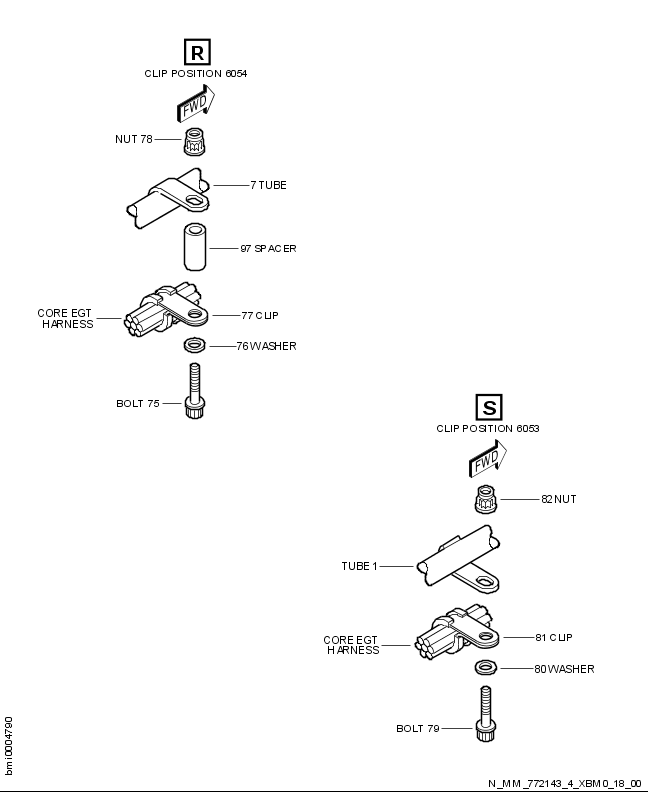 R
CLIP POSITION 6054
FWD
NUT 78
7 TUBE
97 SPACER
CORE EGT
HARNESS
77 CLIP
76 WASHER
BOLT 75
S
CLIP POSITION 6053
FWD
82 NUT
TUBE 1
CORE EGT
HARNESS
81 CLIP
80 WASHER
BOLT 79
bmi0004790
N_MM_772143_4_XBM0_18_00